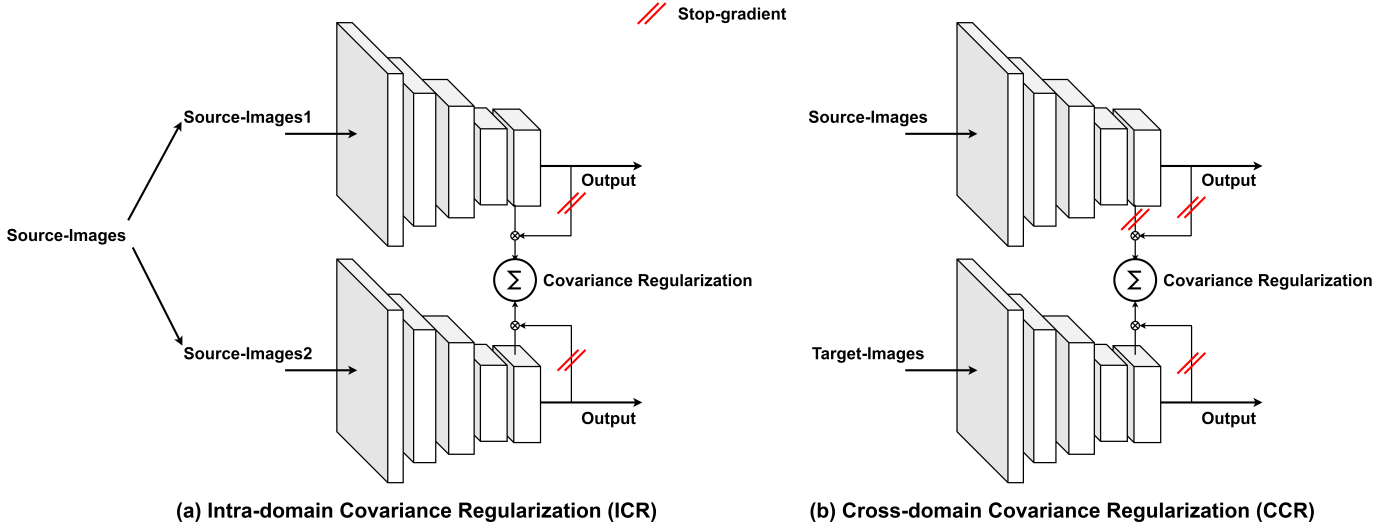 Stop-gradient
Source-Images
Source-Images1
Source-Images2
Output
Σ
Covariance Regularization
Output
(a) Intra-domain Covariance Regularization (ICR)
Source-Images
Target-Images
Output
Σ
Covariance Regularization
Output
(b) Cross-domain Covariance Regularization (CCR)